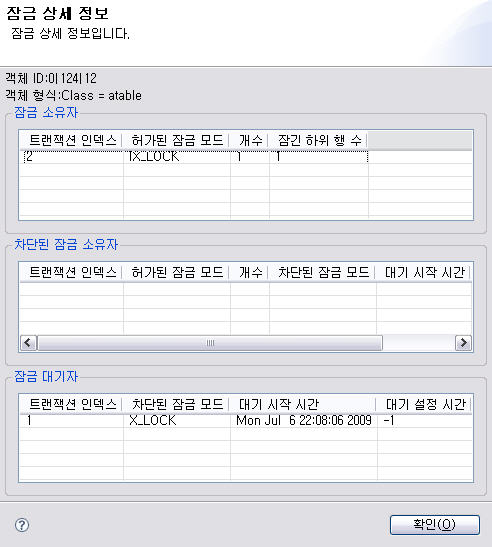 잠금 상세 정보
잠금 상세 정보입니다.
객체 ID:0|124|12
객체 형식:Class = atable
잠금 소유자
트랜잭션 인덱스 허가된 잠금 모드 개수 잠긴 하위 행 수
2 IX_LOCK 1 1
차단된 잠금 소유자
트랜잭션 인덱스 허가된 잠금 모드 개수 차단된 잠금 모드 대기 시작 시간
잠금 대기자
트랜잭션 인덱스 차단된 잠금 모드 대기 시작 시간 대기 설정 시간
1 X_LOCK Mon Jul 6 22:08:06 2009 -1
?
확인(O)